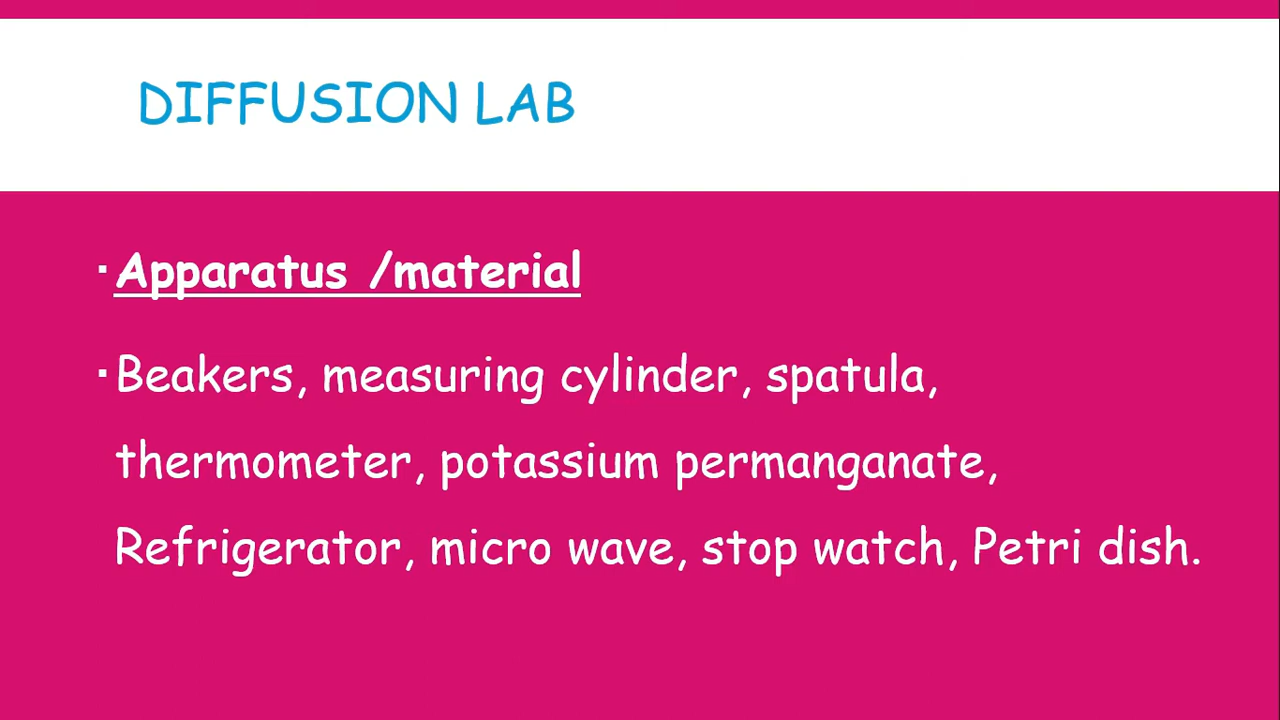 DIFFUSION LAB
▪Apparatus /material
▪Beakers, measuring cylinder, spatula,
thermometer, potassium permanganate,
Refrigerator, micro wave, stop watch, Petri dish.